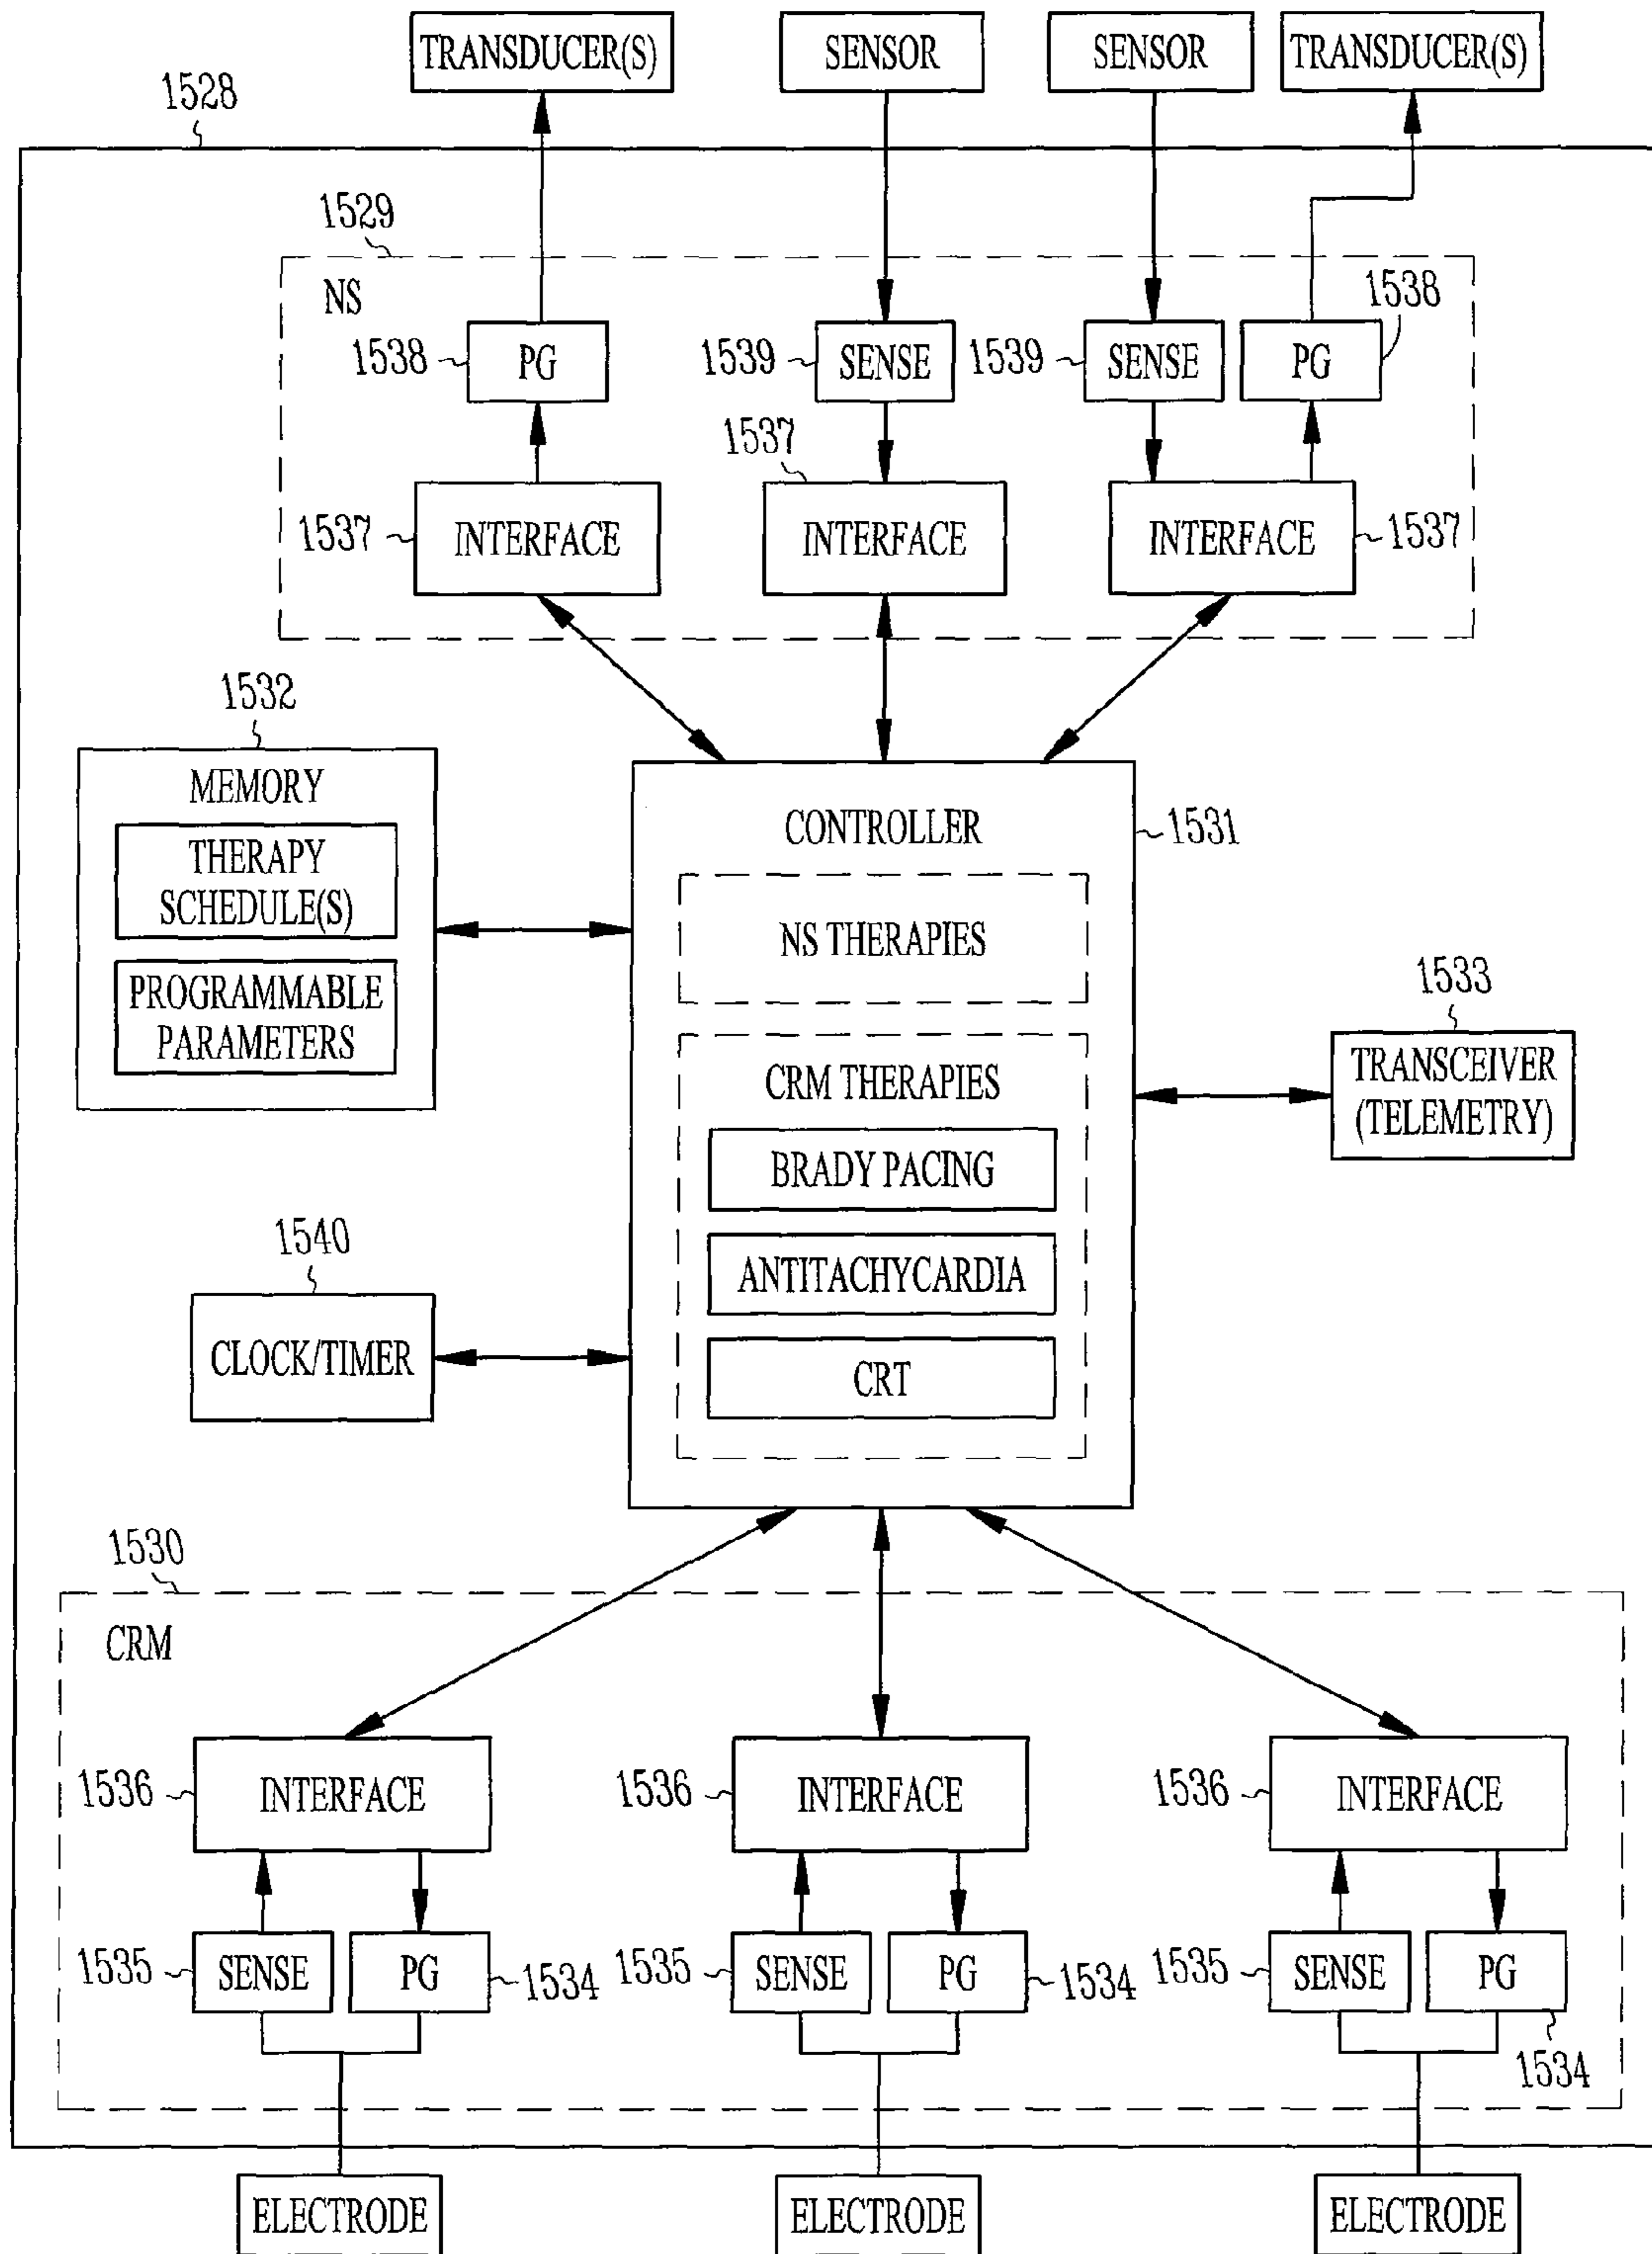 TRANSDUCER(S)
SENSOR
SENSOR
TRANSDUCER(S)
1528
1529
NS
1538
1538
PG
1539
SENSE
1539
SENSE
PG
1537
1537
INTERFACE
INTERFACE
INTERFACE
1537
1532
MEMORY
THERAPY
SCHEDULE(S)
PROGRAMMABLE
PARAMETERS
CONTROLLER
1531
NS THERAPIES
CRM THERAPIES
BRADY PACING
ANTITACHYCARDIA
CRT
1533
TRANSCEIVER
(TELEMETRY)
1540
CLOCK/TIMER
1530
CRM
1536
INTERFACE
1536
INTERFACE
1536
INTERFACE
1535
SENSE
PG
1534
1535
SENSE
PG
1534
1535
SENSE
PG
1534
ELECTRODE
ELECTRODE
ELECTRODE